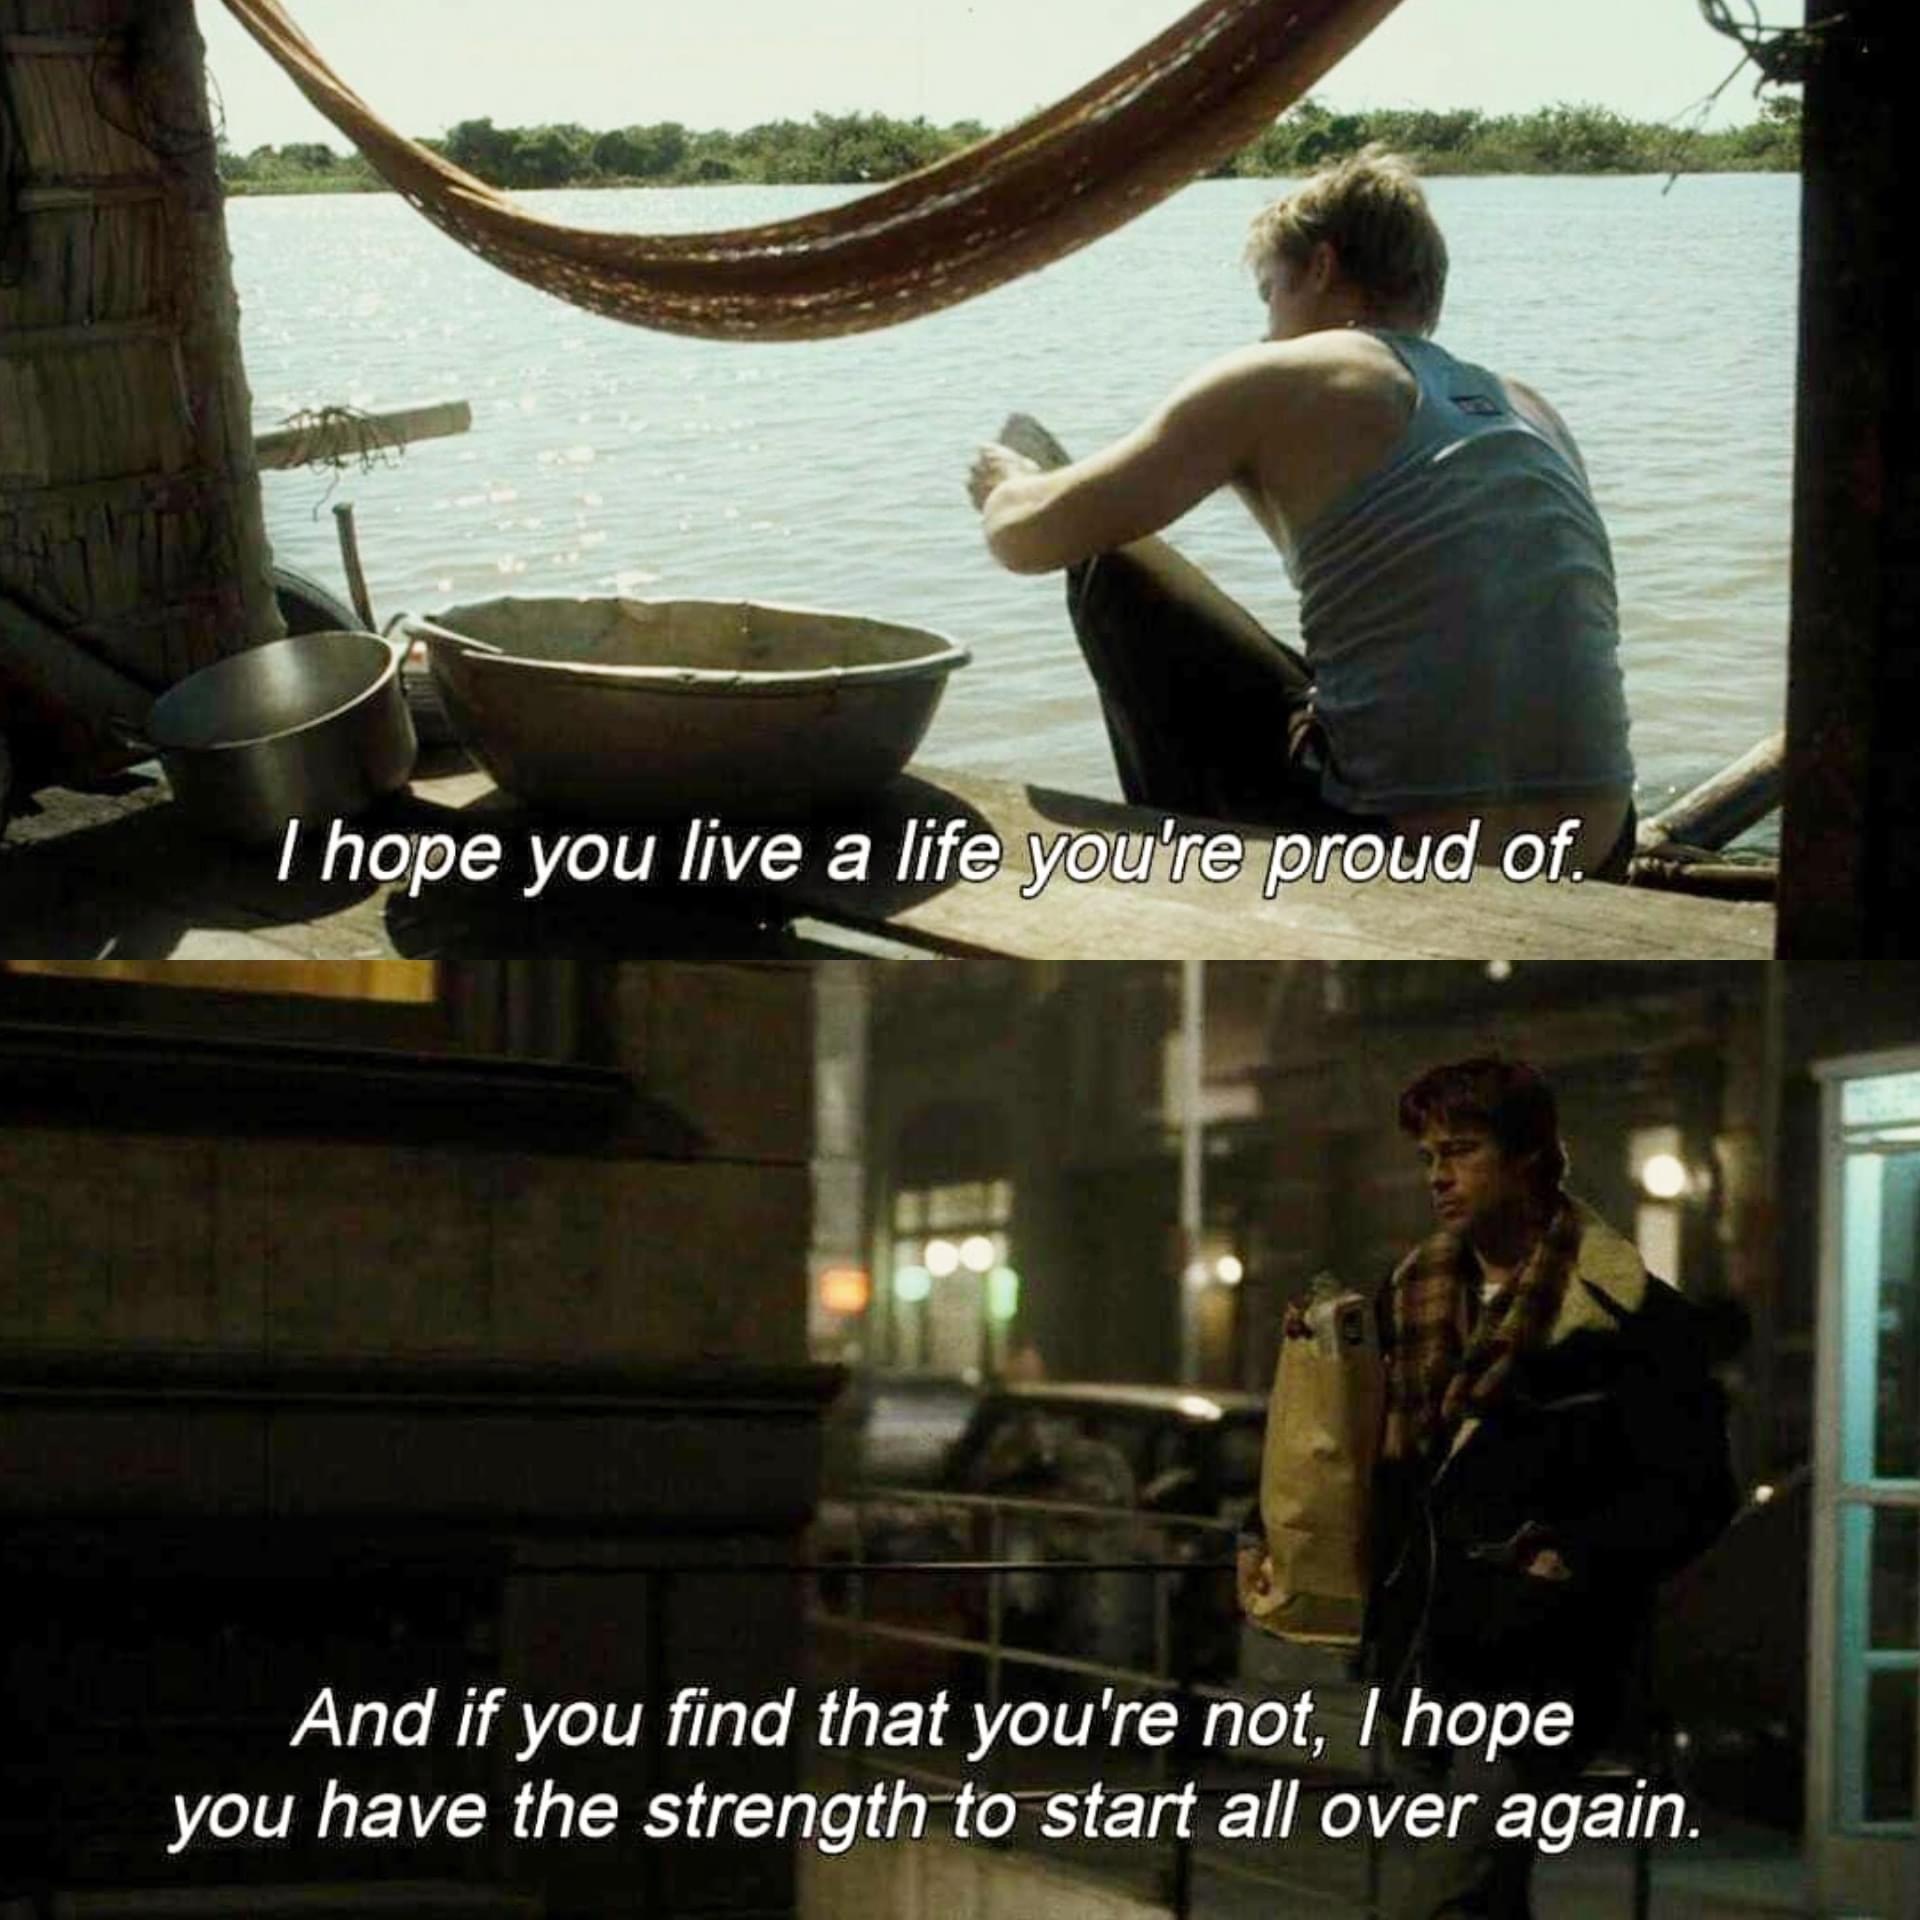 I hope you live a life you're proud of.
And if you find that you're not, I hope
you have the strength to start all over again.